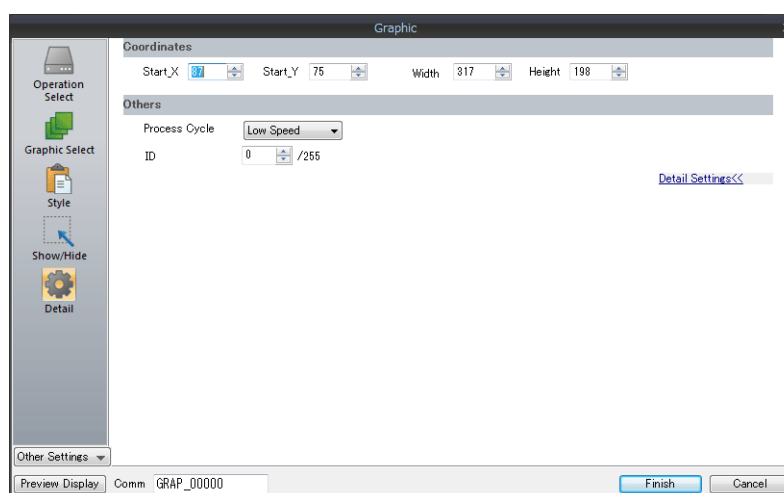 Graphic
Operation
Select
Graphic Select
Style
Show/Hide
Detail
Other Settings
Coordinates
Start_X 87 Start_Y 75 Width 317 Height 198
Others
Process Cycle Low Speed
ID 0 /255
Detail Settings<<
Preview Display Comm GRAP_00000 Finish Cancel